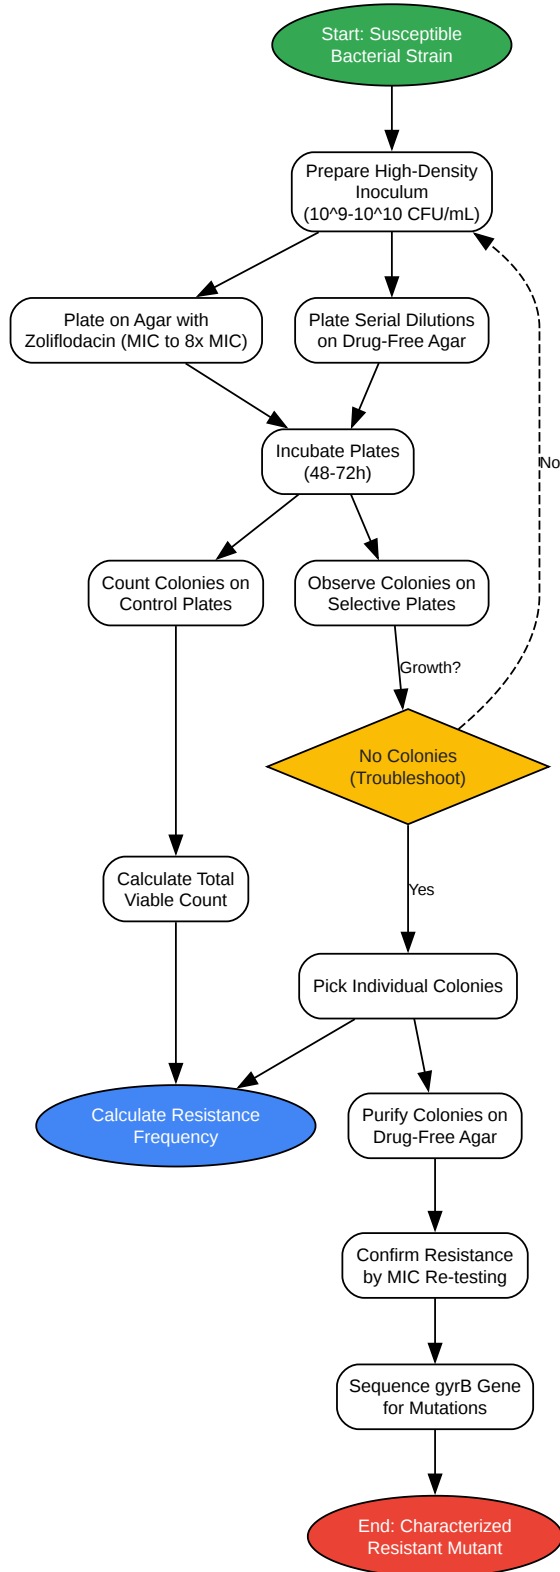 Start: Susceptible
Bacterial Strain
Prepare High-Density
Inoculum
(10^9-10^10 CFU/mL)
Plate on Agar with
Zoliflodacin (MIC to 8x MIC)
Plate Serial Dilutions
on Drug-Free Agar
Incubate Plates
(48-72h)
No
Count Colonies on
Control Plates
Observe Colonies on
Selective Plates
Growth?
No Colonies
(Troubleshoot)
Calculate Total
Viable Count
Yes
Pick Individual Colonies
Calculate Resistance
Frequency
Purify Colonies on
Drug-Free Agar
Confirm Resistance
by MIC Re-testing
Sequence gyrB Gene
for Mutations
End: Characterized
Resistant Mutant